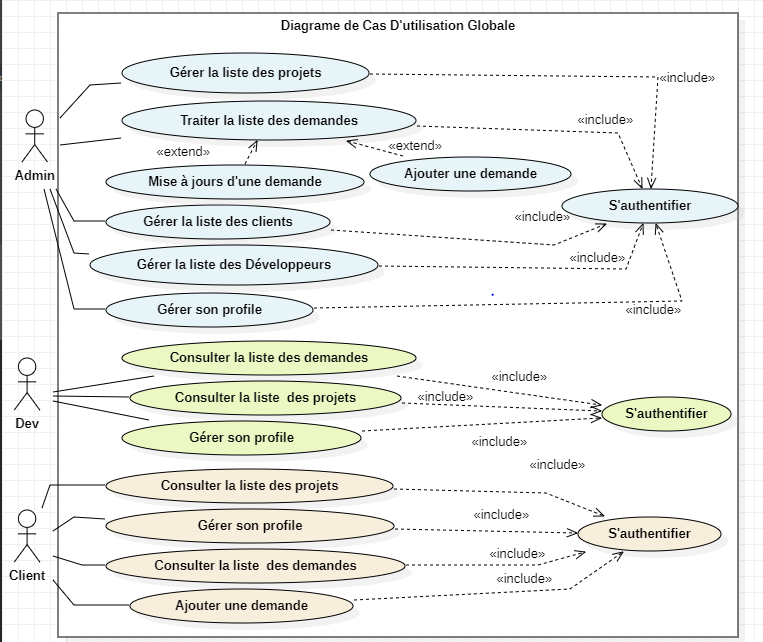 Diagrame de Cas D'utilisation Globale
Gérer la liste des projets
«include»
Traiter la liste des demandes
«include»
«extend»
«extend»
Admin
Mise à jours d'une demande
Ajouter une demande
S'authentifier
Gérer la liste des clients
«include»
Gérer la liste des Développeurs
«include»
Gérer son profile
«include»
Consulter la liste des demandes
«include»
Consulter la liste  des projets
«include»
S'authentifier
Dev
Gérer son profile
«include»
«include»
Consulter la liste des projets
«include»
Gérer son profile
S'authentifier
«include»
Client
Consulter la liste  des demandes
«include»
Ajouter une demande